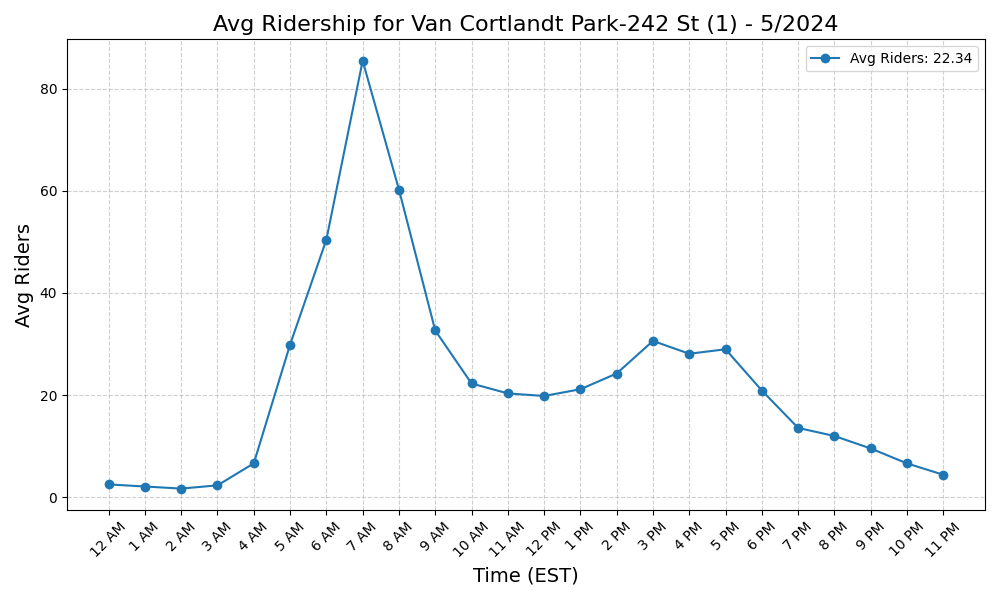 Avg Ridership for Van Cortlandt Park-242 St (1) - 5/2024
Avg Riders: 22.34
Avg Riders
80
60
40
20
0
12 AM
1 AM
2 AM
3 AM
4 AM
5 AM
6 AM
7 AM
8 AM
9 AM
10 AM
11 AM
12 PM
1 PM
2 PM
3 PM
4 PM
5 PM
6 PM
7 PM
8 PM
9 PM
10 PM
11 PM
Time (EST)